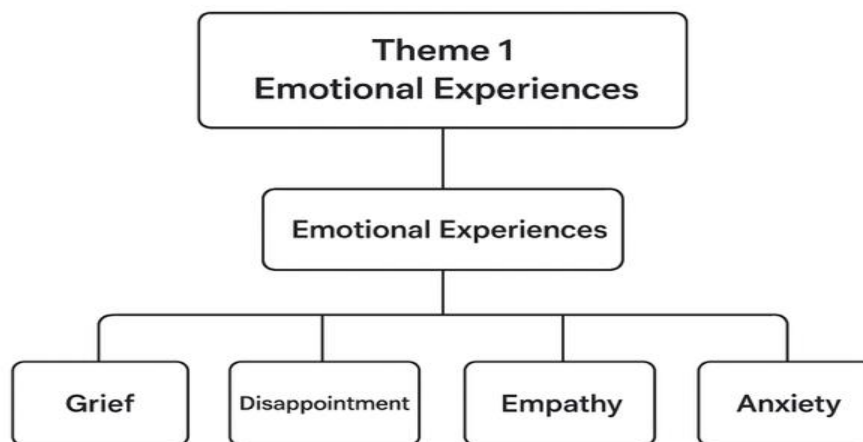 Theme 1
Emotional Experiences
Emotional Experiences
Grief
Disappointment
Empathy
Anxiety